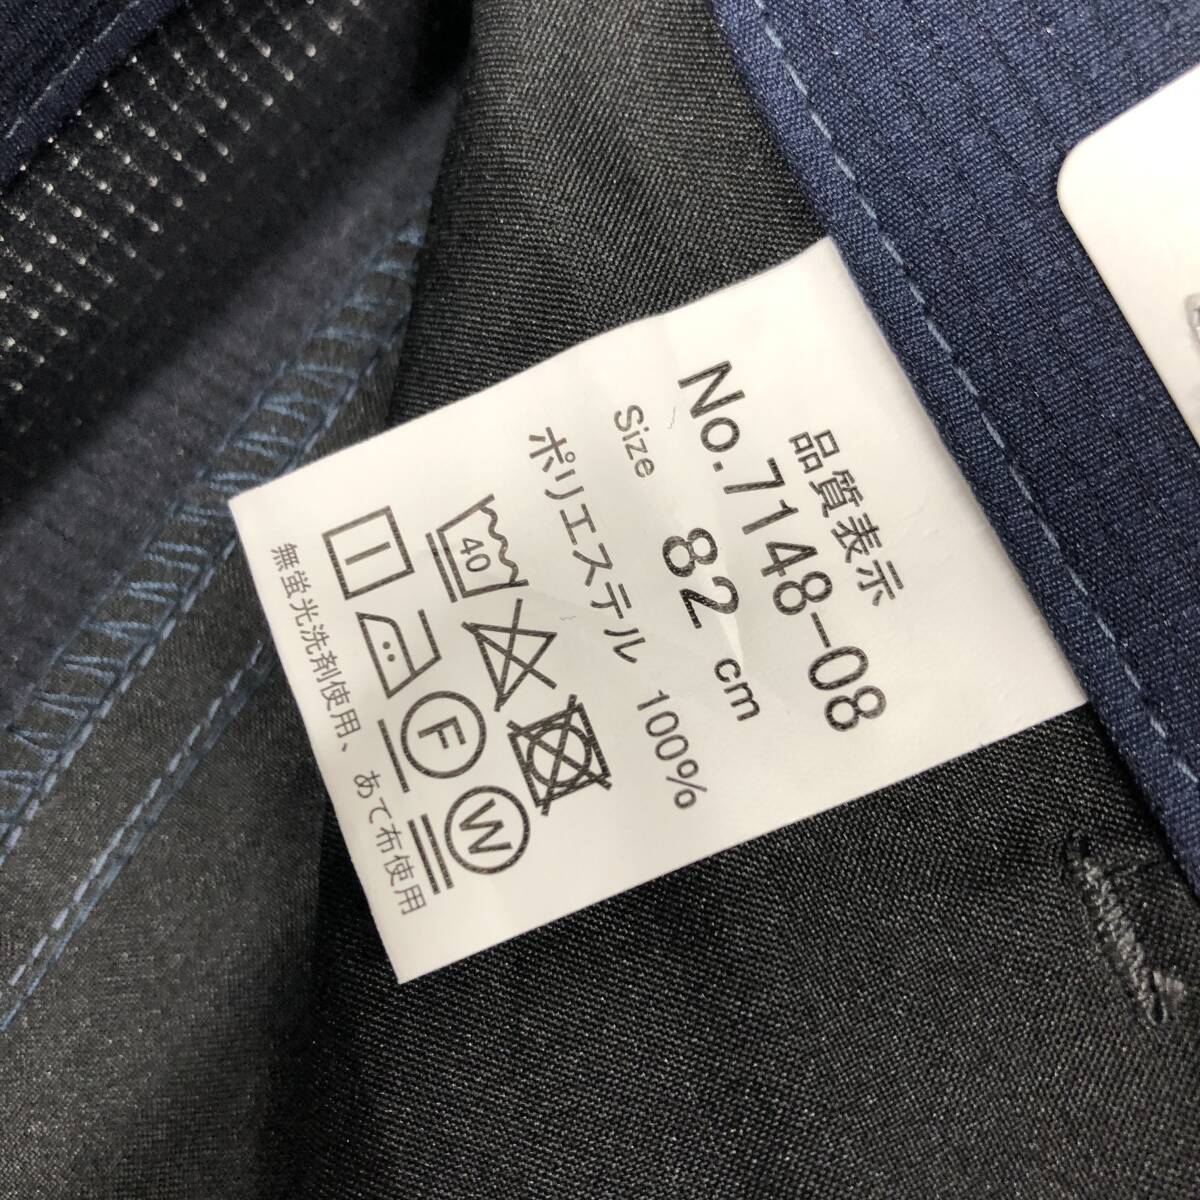 品質表示
No.7148-08
Size 82 cm
ポリエステル 100%
40
F W
無蛍光洗剤使用、あて布使用